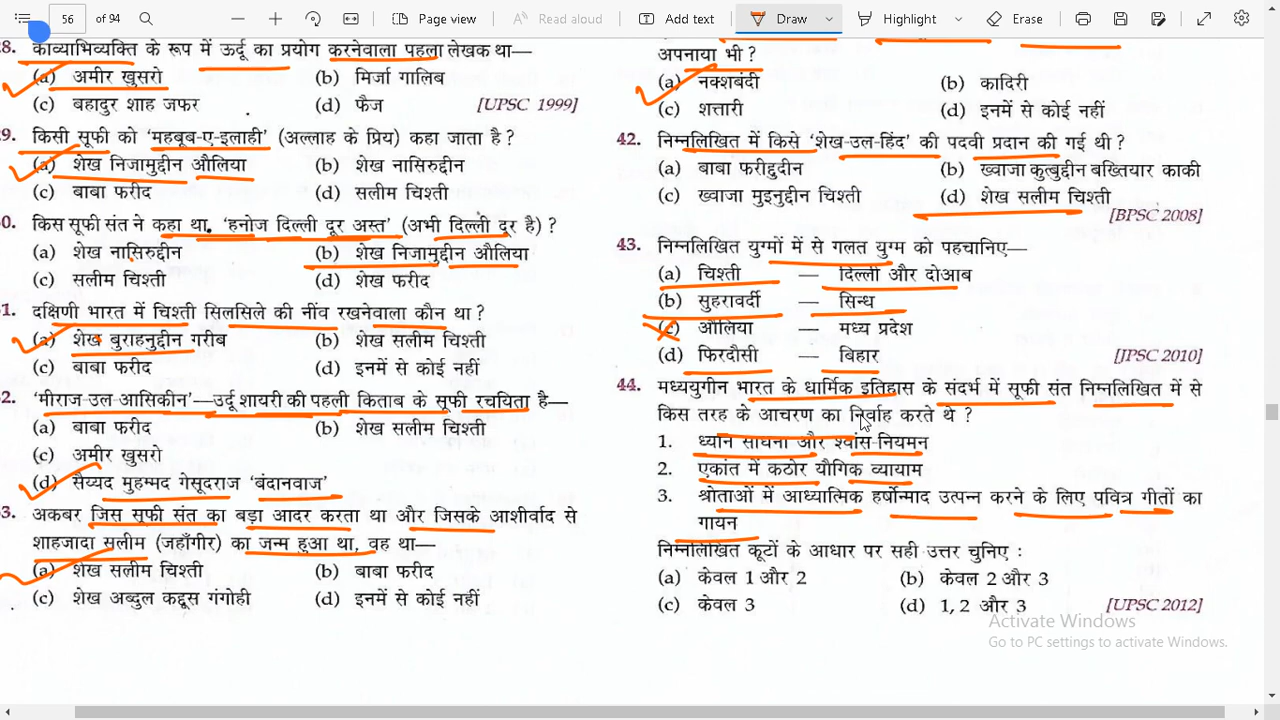 56 of 94 Page view Read aloud Add text Draw Highlight Erase
28. काव्याभिव्यक्ति के रूप में ऊर्दू का प्रयोग करनेवाला पहला लेखक था—
(a) अमीर खुसरो (b) मिर्जा गालिब
(c) बहादुर शाह जफर (d) फैज [UPSC 1999]
9. किसी सूफी को 'महबूब-ए-इलाही' (अल्लाह के प्रिय) कहा जाता है ?
(a) शेख निजामुद्दीन औलिया (b) शेख नासिरुद्दीन
(c) बाबा फरीद (d) सलीम चिश्ती
0. किस सूफी संत ने कहा था, 'हनोज दिल्ली दूर अस्त' (अभी दिल्ली दूर है) ?
(a) शेख नासिरुद्दीन (b) शेख निजामुद्दीन औलिया
(c) सलीम चिश्ती (d) शेख फरीद
1. दक्षिणी भारत में चिश्ती सिलसिले की नींव रखनेवाला कौन था ?
(a) शेख बुराहनुद्दीन गरीब (b) शेख सलीम चिश्ती
(c) बाबा फरीद (d) इनमें से कोई नहीं
2. 'मीराज-उल-आसिकीन'—उर्दू शायरी की पहली किताब के सूफी रचयिता है—
(a) बाबा फरीद (b) शेख सलीम चिश्ती
(c) अमीर खुसरो
(d) सैय्यद मुहम्मद गेसूदराज 'बंदानवाज'
3. अकबर जिस सूफी संत का बड़ा आदर करता था और जिसके आशीर्वाद से
शाहजादा सलीम (जहाँगीर) का जन्म हुआ था, वह था—
(a) शेख सलीम चिश्ती (b) बाबा फरीद
(c) शेख अब्दुल कद्दूस गंगोही (d) इनमें से कोई नहीं
अपनाया भी ?
(a) नक्शबंदी (b) कादिरी
(c) शत्तारी (d) इनमें से कोई नहीं
42. निम्नलिखित में किसे 'शेख-उल-हिंद' की पदवी प्रदान की गई थी ?
(a) बाबा फरीदुदीन (b) ख्वाजा कुत्बुद्दीन बख्तियार काकी
(c) ख्वाजा मुइनुद्दीन चिश्ती (d) शेख सलीम चिश्ती
[BPSC 2008]
43. निम्नलिखित युग्मों में से गलत युग्म को पहचानिए—
(a) चिश्ती — दिल्ली और दोआब
(b) सुहरावर्दी — सिन्ध
(c) औलिया — मध्य प्रदेश
(d) फिरदौसी — बिहार [JPSC 2010]
44. मध्ययुगीन भारत के धार्मिक इतिहास के संदर्भ में सूफी संत निम्नलिखित में से
किस तरह के आचरण का निर्वाह करते थे ?
1. ध्यान साधना और श्वांस-नियमन
2. एकांत में कठोर यौगिक व्यायाम
3. श्रोताओं में आध्यात्मिक हर्षोन्माद उत्पन्न करने के लिए पवित्र गीतों का
गायन
निम्नलिखित कूटों के आधार पर सही उत्तर चुनिए :
(a) केवल 1 और 2 (b) केवल 2 और 3
(c) केवल 3 (d) 1, 2 और 3 [UPSC 2012]
Activate Windows
Go to PC settings to activate Windows.